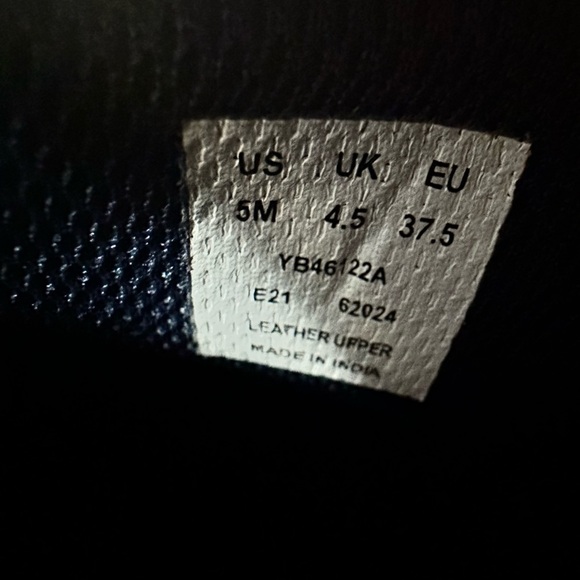 US UK EU
5M 4.5 37.5
YB46122A
E21 62024
LEATHER UPPER
MADE IN INDIA